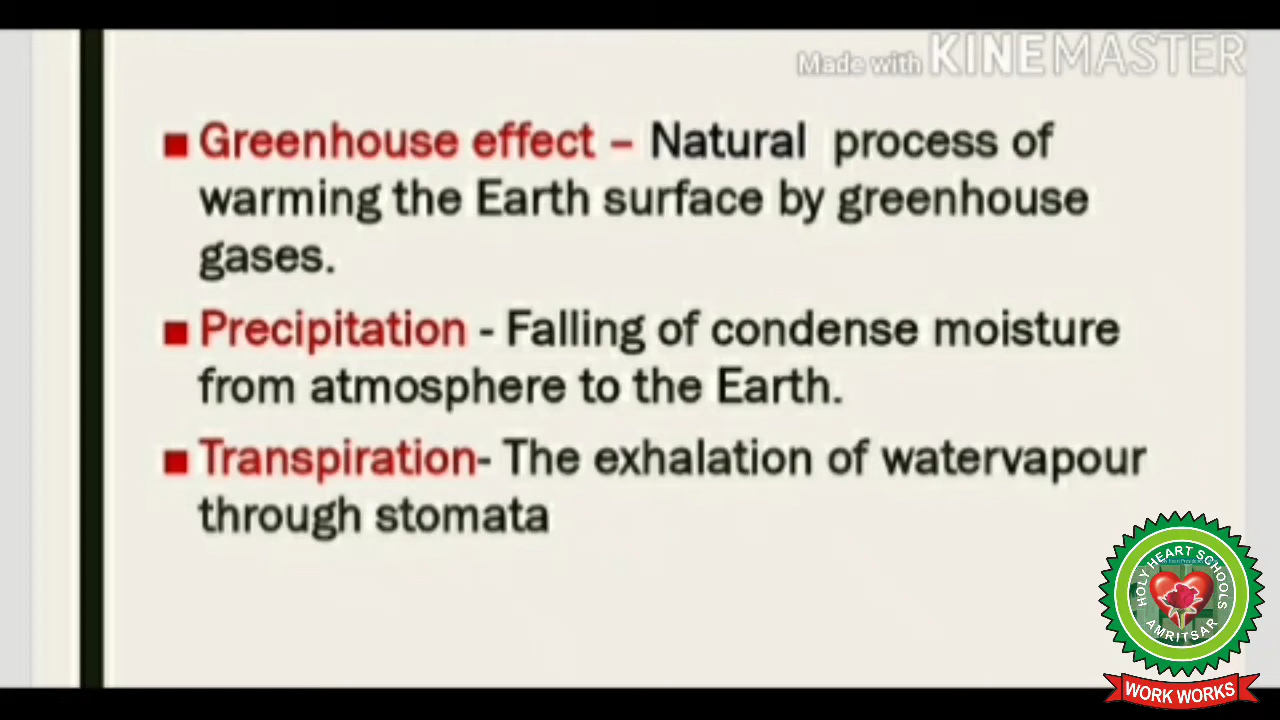 Made with KINEMASTER
■ Greenhouse effect – Natural process of
warming the Earth surface by greenhouse
gases.
■ Precipitation - Falling of condense moisture
from atmosphere to the Earth.
■ Transpiration- The exhalation of watervapour
through stomata
HOLY HEART SCHOOLS
AMRITSAR
WORK WORKS